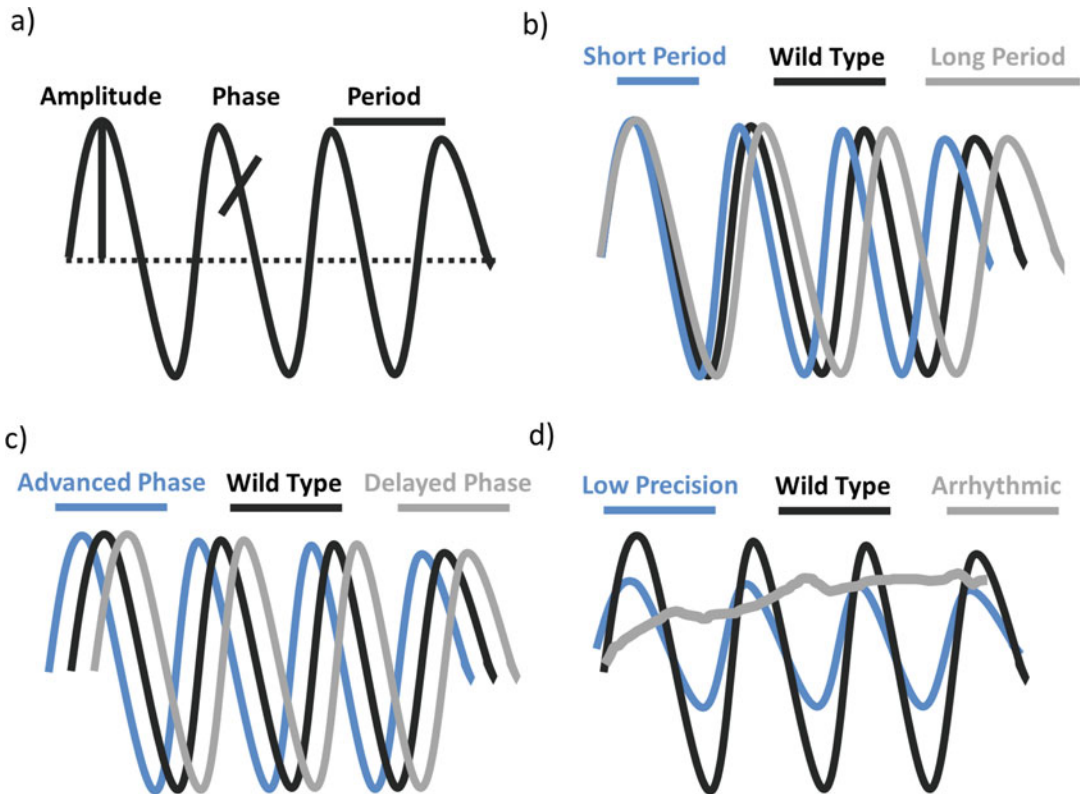 a)
Amplitude Phase Period
b)
Short Period Wild Type Long Period
c)
Advanced Phase Wild Type Delayed Phase
d)
Low Precision Wild Type Arrhythmic